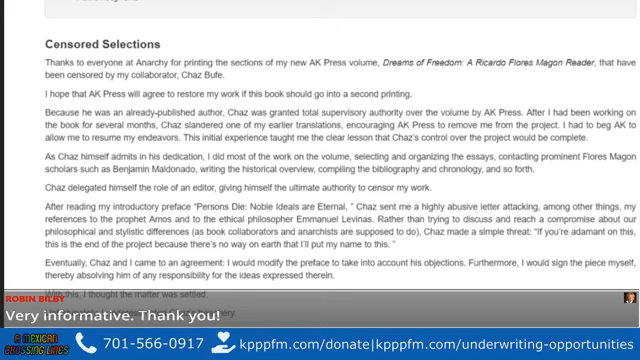 Censored Selections
Thanks to everyone at Anarchy for printing the sections of my new AK Press volume, Dreams of Freedom: A Ricardo Flores Magon Reader, that have
been censored by my collaborator, Chaz Bufe.
I hope that AK Press will agree to restore my work if this book should go into a second printing.
Because he was an already-published author, Chaz was granted total supervisory authority over the volume by AK Press. After I had been working on
the book for several months, Chaz slandered one of my earlier translations, encouraging AK Press to remove me from the project. I had to beg AK to
allow me to resume my endeavors. This initial experience taught me the clear lesson that Chaz's control over the project would be complete.
As Chaz himself admits in his dedication, I did most of the work on the volume, selecting and organizing the essays, contacting prominent Flores Magon
scholars such as Benjamin Maldonado, writing the historical overview, compiling the bibliography and chronology, and so forth.
Chaz delegated himself the role of an editor, giving himself the ultimate authority to censor my work.
After reading my introductory preface "Persons Die: Noble Ideals are Eternal, " Chaz sent me a highly abusive letter attacking, among other things, my
references to the prophet Amos and to the ethical philosopher Emmanuel Levinas. Rather than trying to discuss and reach a compromise about our
philosophical and stylistic differences (as book collaborators and anarchists are supposed to do), Chaz made a simple threat: "If you're adamant on this,
this is the end of the project because there's no way on earth that I'll put my name to this. "
Eventually, Chaz and I came to an agreement: I would modify the preface to take into account his objections. Furthermore, I would sign the piece myself,
thereby absolving him of any responsibility for the ideas expressed therein.
With this, I thought the matter was settled.
ROBIN BILBY
Very informative. Thank you!
A MEXICAN
CROSSING LINES
701-566-0917
kpppfm.com/donate|kpppfm.com/underwriting-opportunities